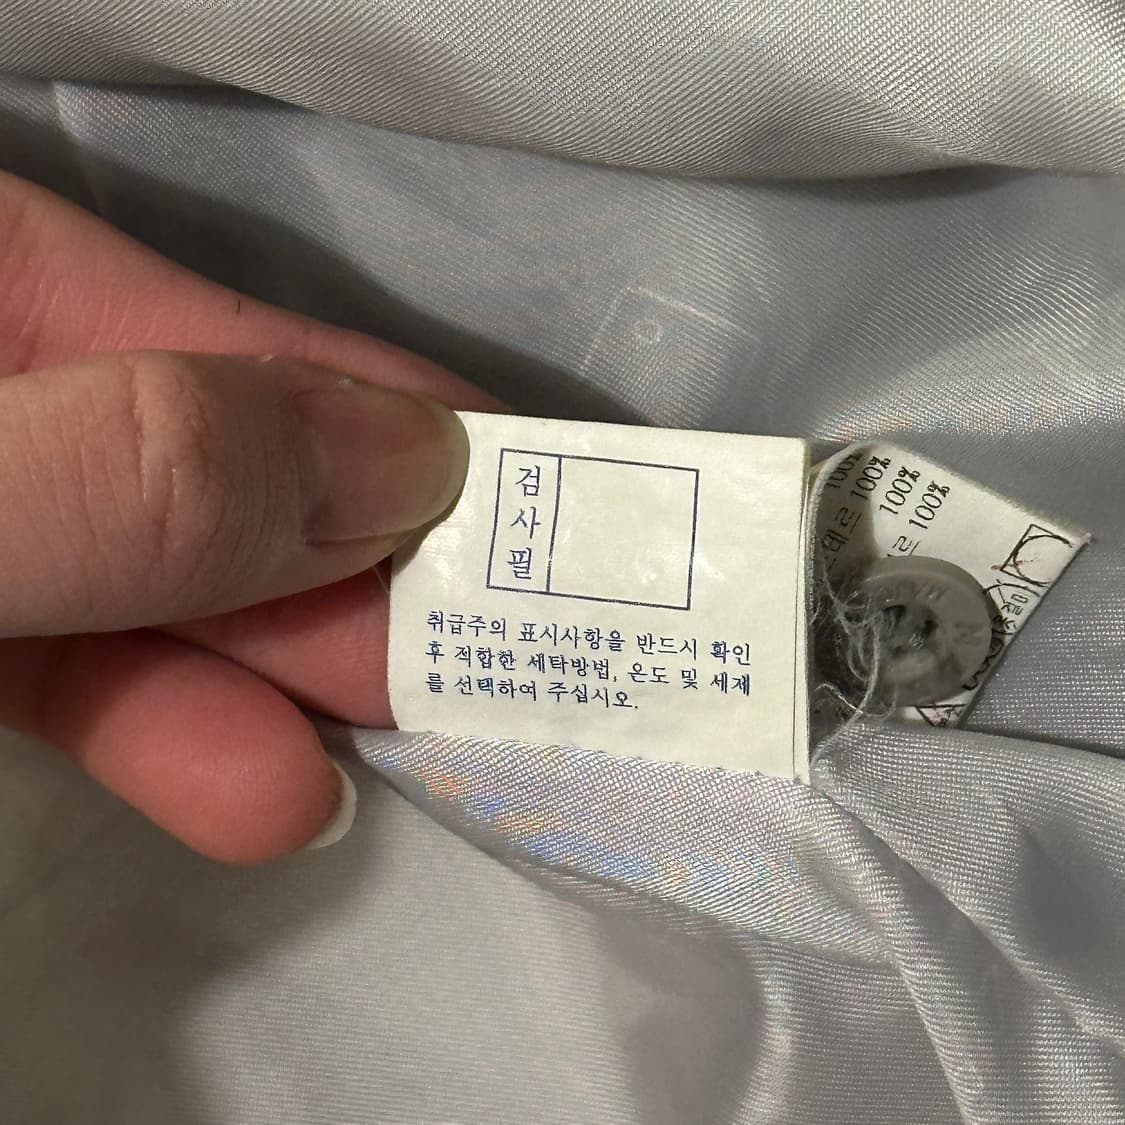 검
사
필
취급주의 표시사항을 반드시 확인
후 적합한 세탁방법, 온도 및 세제
를 선택하여 주십시오.
100%
100%
100%
100%